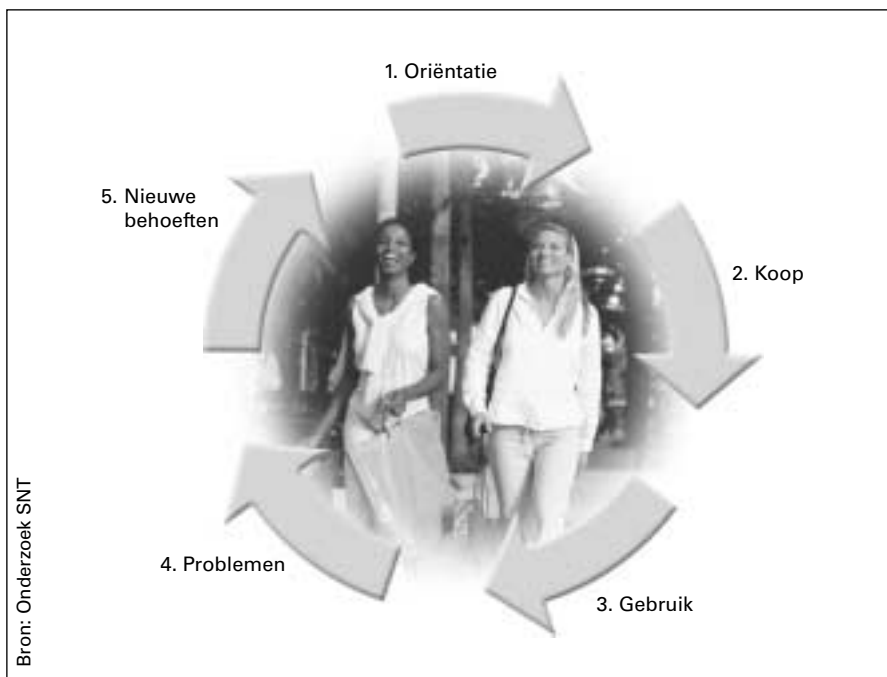 1. Oriëntatie
2. Koop
3. Gebruik
4. Problemen
5. Nieuwe
behoeften
Bron: Onderzoek SNT